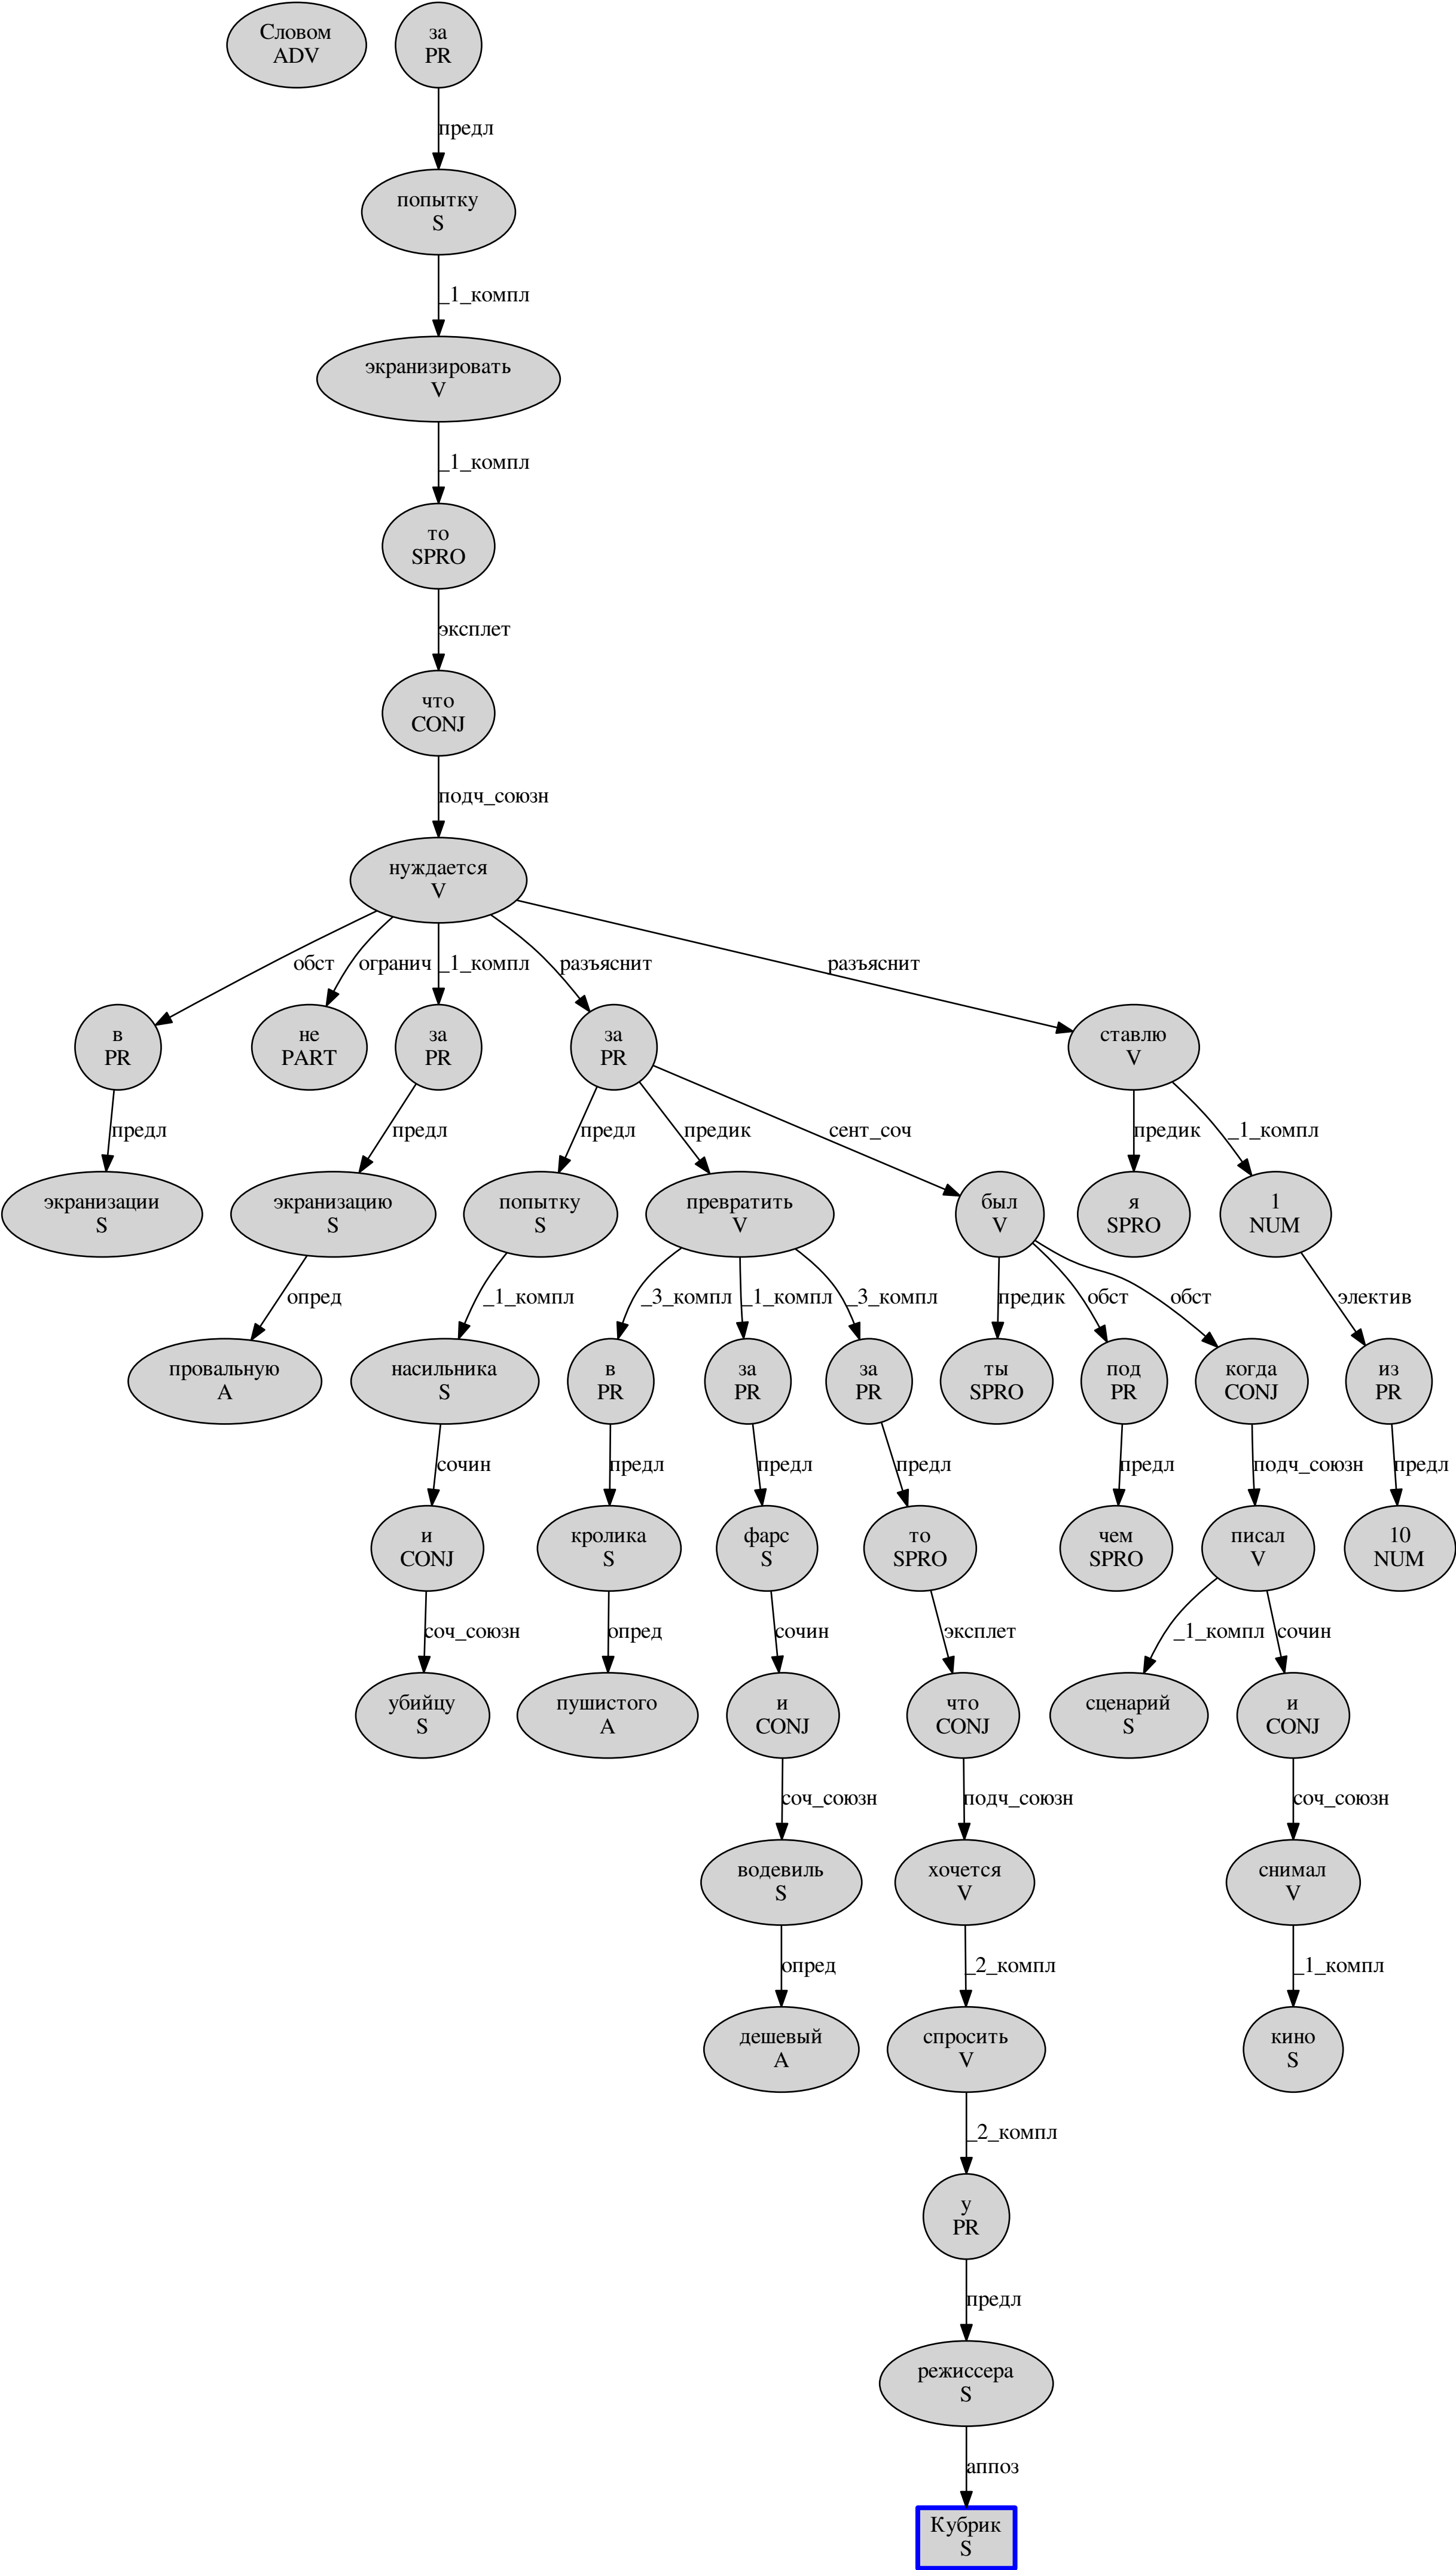 Словом
ADV
за
PR
предл
попытку
S
_1_компл
экранизировать
V
_1_компл
то
SPRO
эксплет
что
CONJ
подч_союзн
нуждается
V
обст
огранич
_1_компл
разъяснит
разъяснит
в
PR
не
PART
за
PR
за
PR
ставлю
V
предл
предл
предл
предик
сент_соч
предик
_1_компл
экранизации
S
экранизацию
S
попытку
S
превратить
V
был
V
я
SPRO
1
NUM
опред
_1_компл
_3_компл
_1_компл
_3_компл
предик
обст
обст
электив
провальную
A
насильника
S
в
PR
за
PR
за
PR
ты
SPRO
под
PR
когда
CONJ
из
PR
сочин
предл
предл
предл
предл
подч_союзн
предл
и
CONJ
кролика
S
фарс
S
то
SPRO
чем
SPRO
писал
V
10
NUM
соч_союзн
опред
сочин
эксплет
_1_компл
сочин
убийцу
S
пушистого
A
и
CONJ
что
CONJ
сценарий
S
и
CONJ
соч_союзн
подч_союзн
соч_союзн
водевиль
S
хочется
V
снимал
V
опред
_2_компл
_1_компл
дешевый
A
спросить
V
кино
S
_2_компл
у
PR
предл
режиссера
S
аппоз
Кубрик
S